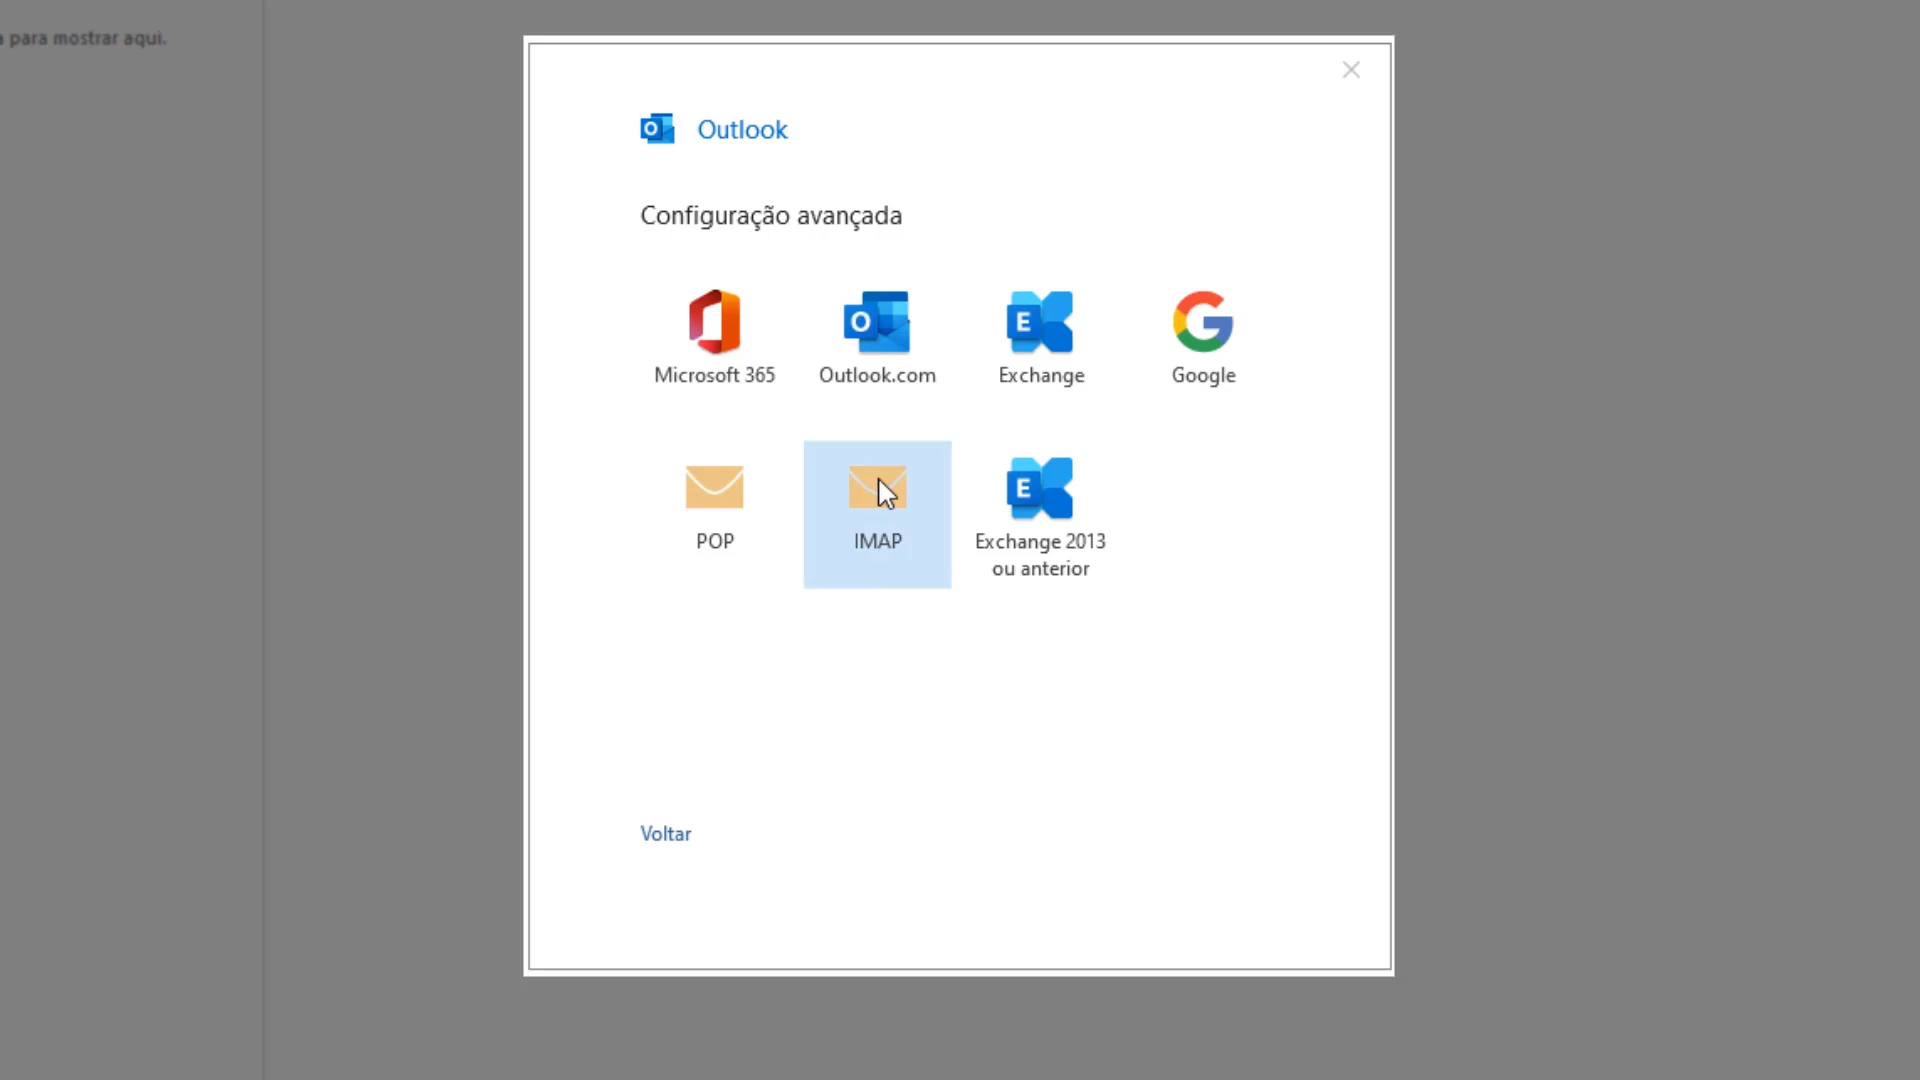 para mostrar aqui.
Outlook
Configuração avançada
Microsoft 365
Outlook.com
Exchange
Google
POP
IMAP
Exchange 2013
ou anterior
Voltar